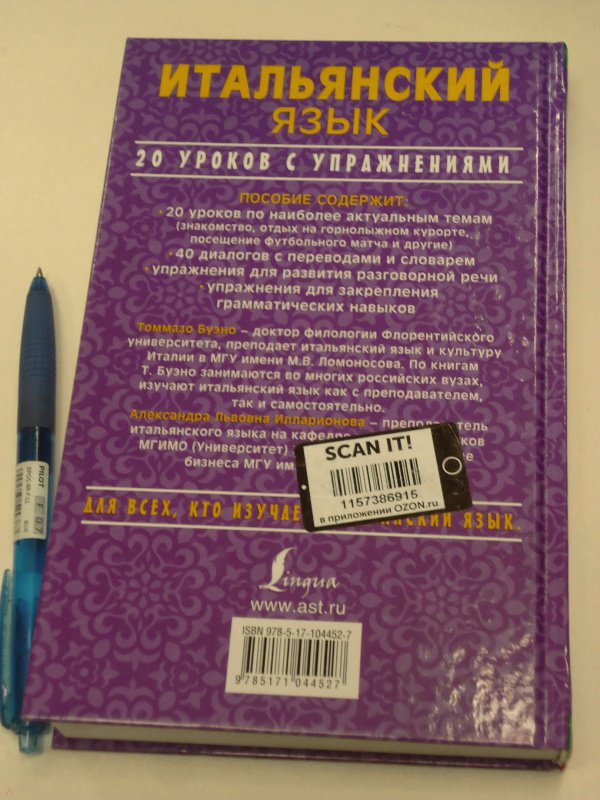 ИТАЛЬЯНСКИЙ
ЯЗЫК
20 УРОКОВ С УПРАЖНЕНИЯМИ
ПОСОБИЕ СОДЕРЖИТ:
• 20 уроков по наиболее актуальным темам
(знакомство, отдых на горнолыжном курорте,
посещение футбольного матча и другие)
• 40 диалогов с переводами и словарем
• упражнения для развития разговорной речи
• упражнения для закрепления
грамматических навыков
Томмазо Буэно – доктор филологии Флорентийского
университета, преподает итальянский язык и культуру
Италии в МГУ имени М.В. Ломоносова. По книгам
Т. Буэно занимаются во многих российских вузах,
изучают итальянский язык как с преподавателем,
так и самостоятельно.
Александра Львовна Илларионова – преподаватель
итальянского языка на
МГИМО (Университет)
бизнеса МГУ
SCAN IT!
1157386915
в приложении OZON.ru
ДЛЯ ВСЕХ, КТО ЯЗЫК.
Lingua
www.ast.ru
ISBN 978-5-17-104452-7
9 785171 044527
PILOT
F 0.7
BPGG-8R-F-LL
BLUE